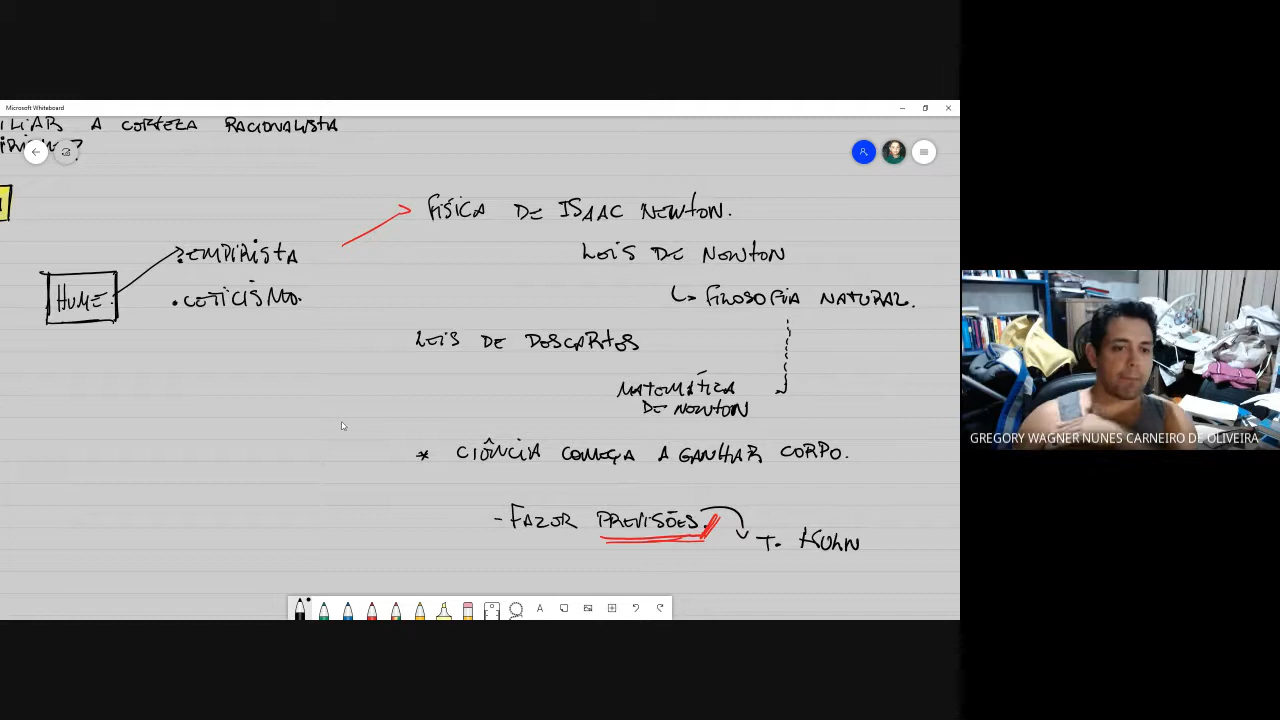 Microsoft Whiteboard
ILIAR A CERTEZA RACIONALISTA
?
HUME.
.EMPIRISTA
.CETICISMO.
FÍSICA DE ISAAC NEWTON.
LEIS DE NEWTON
↳ FILOSOFIA NATURAL.
LEIS DE DESCARTES
MATEMÁTICA
DE NEWTON
* CIÊNCIA COMEÇA A GANHAR CORPO.
- FAZER PREVISÕES.
T. KUHN
A
GREGORY WAGNER NUNES CARNEIRO DE OLIVEIRA